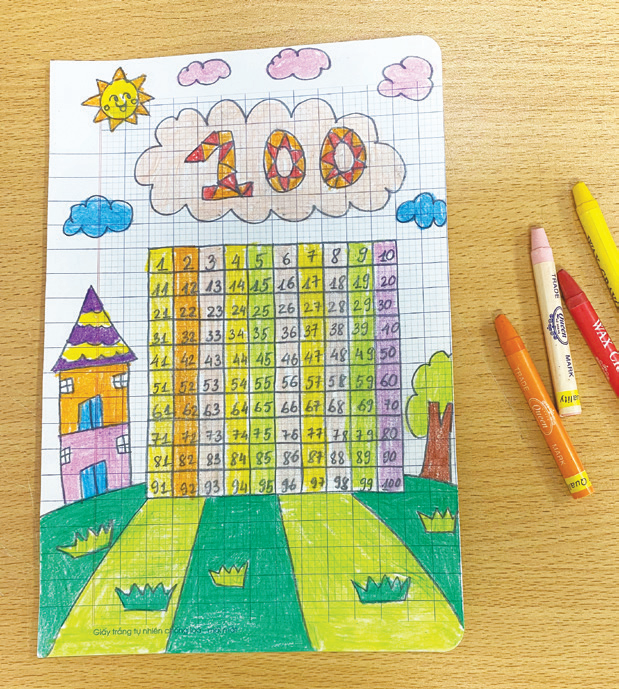 100
1 2 3 4 5 6 7 8 9 10
11 12 13 14 15 16 17 18 19 20
21 22 23 24 25 26 27 28 29 30
31 32 33 34 35 36 37 38 39 40
41 42 43 44 45 46 47 48 49 50
51 52 53 54 55 56 57 58 59 60
61 62 63 64 65 66 67 68 69 70
71 72 73 74 75 76 77 78 79 80
81 82 83 84 85 86 87 88 89 90
91 92 93 94 95 96 97 98 99 100
Giấy trắng tự nhiên
TRADE Queen MARK
TRADE Queen MARK
WAX